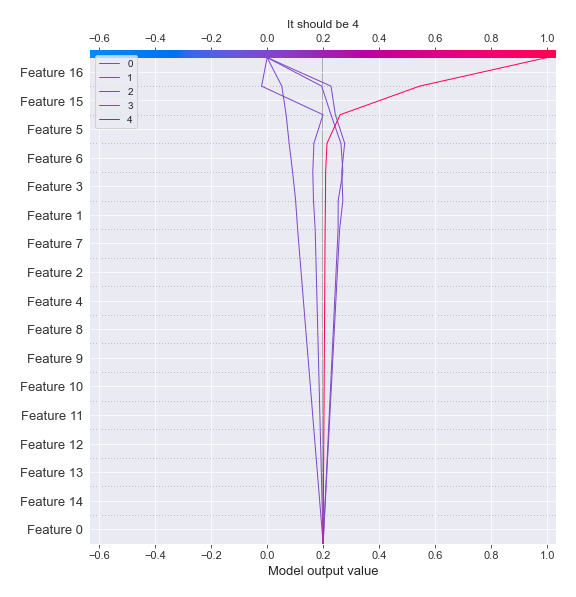 It should be 4
−0.6 −0.4 −0.2 0.0 0.2 0.4 0.6 0.8 1.0
0
1
2
3
4
Feature 16
Feature 15
Feature 5
Feature 6
Feature 3
Feature 1
Feature 7
Feature 2
Feature 4
Feature 8
Feature 9
Feature 10
Feature 11
Feature 12
Feature 13
Feature 14
Feature 0
−0.6 −0.4 −0.2 0.0 0.2 0.4 0.6 0.8 1.0
Model output value